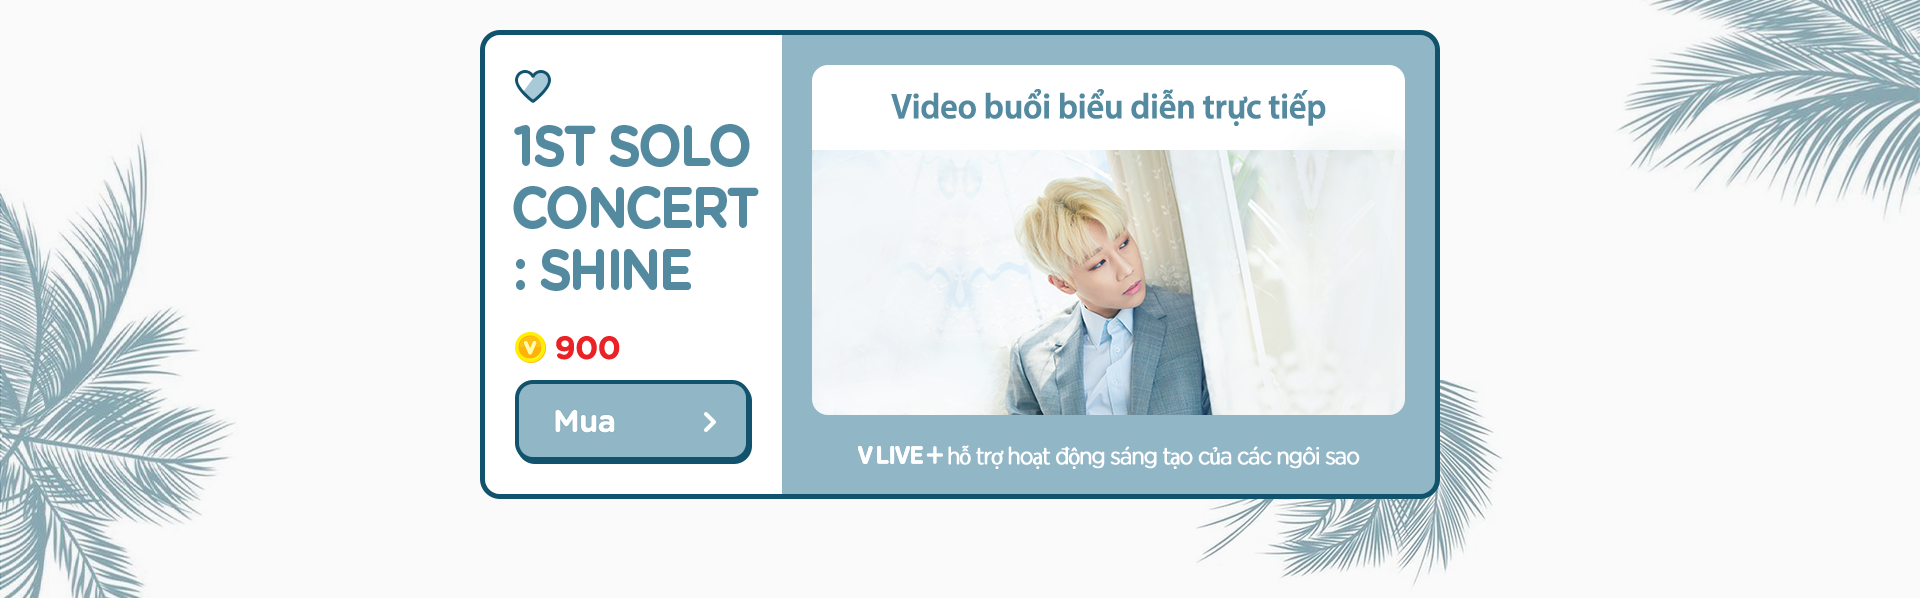 1ST SOLO
CONCERT
: SHINE
V 900
Mua
Video buổi biểu diễn trực tiếp
V LIVE+ hỗ trợ hoạt động sáng tạo của các ngôi sao